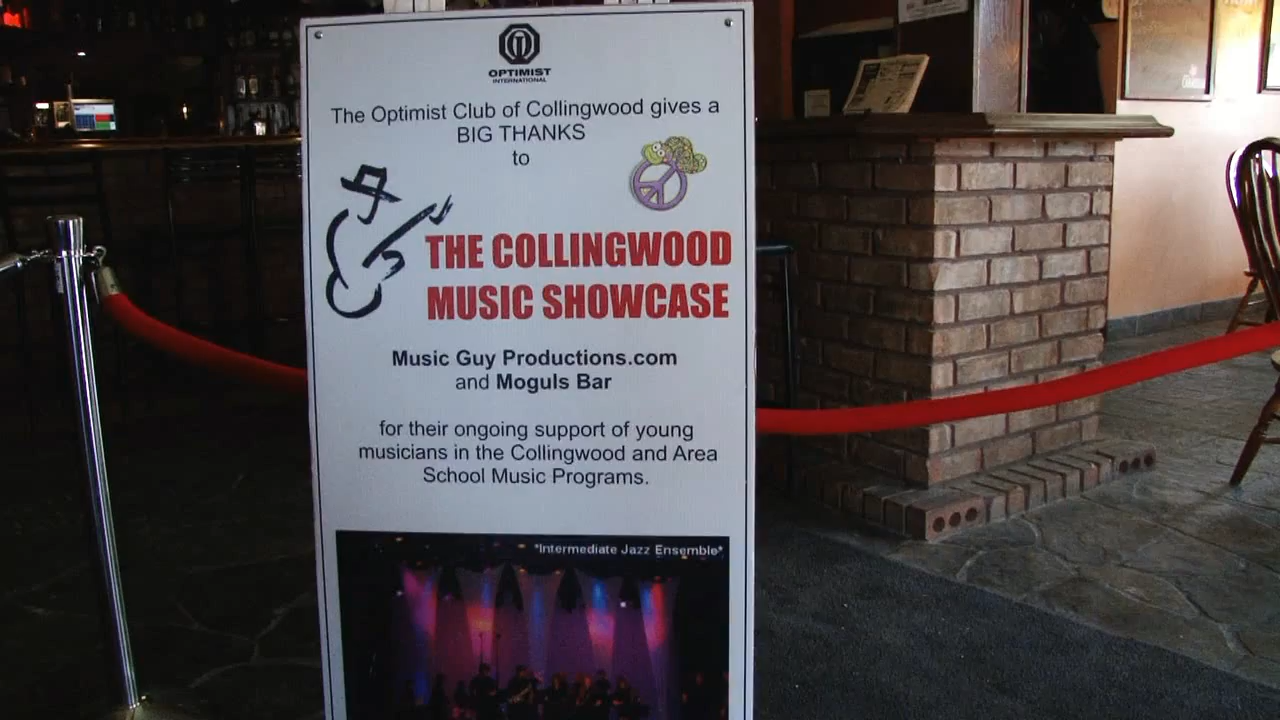 OPTIMIST
INTERNATIONAL
The Optimist Club of Collingwood gives a
BIG THANKS
to
THE COLLINGWOOD
MUSIC SHOWCASE
Music Guy Productions.com
and Moguls Bar
for their ongoing support of young
musicians in the Collingwood and Area
School Music Programs.
*Intermediate Jazz Ensemble*